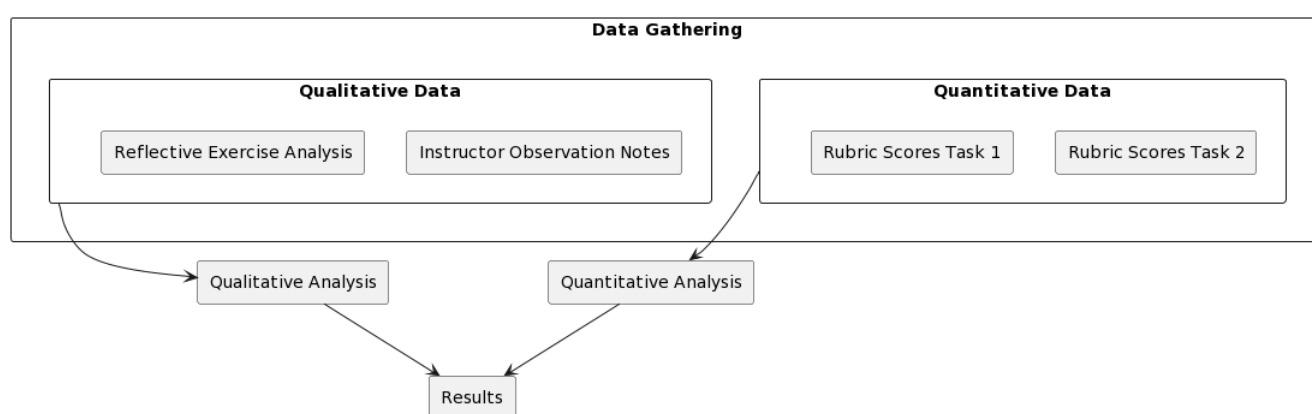 Data Gathering
Qualitative Data
Quantitative Data
Reflective Exercise Analysis
Instructor Observation Notes
Rubric Scores Task 1
Rubric Scores Task 2
Qualitative Analysis
Quantitative Analysis
Results